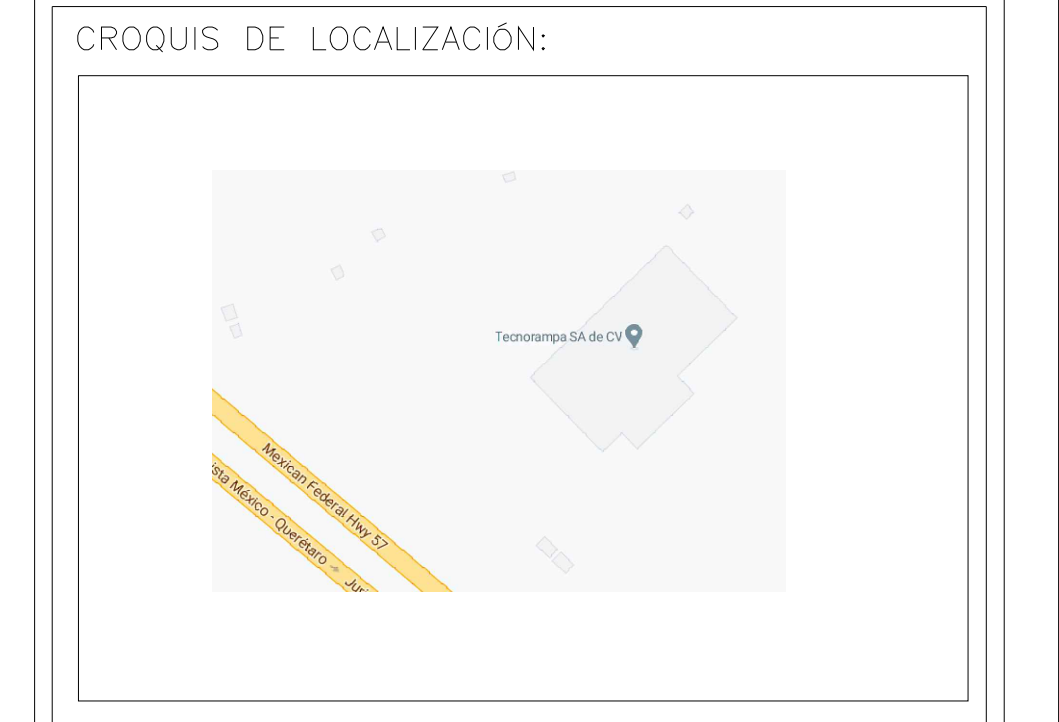 CROQUIS DE LOCALIZACIÓN:
Tecnorampa SA de CV
Mexican Federal Hwy 57
ista México - Querétaro